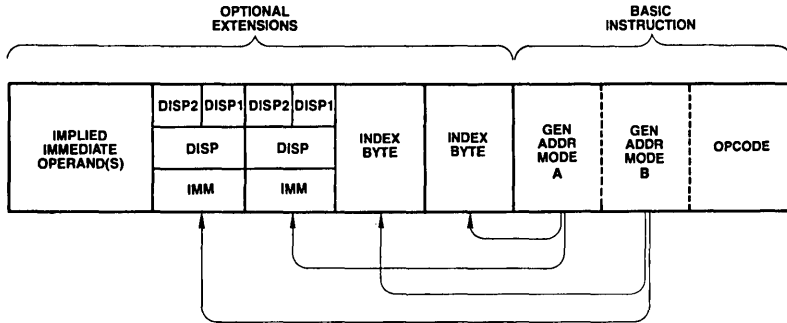 OPTIONAL
EXTENSIONS
BASIC
INSTRUCTION
IMPLIED
IMMEDIATE
OPERAND(S)
DISP2 DISP1 DISP2 DISP1
DISP DISP
IMM IMM
INDEX
BYTE
INDEX
BYTE
GEN
ADDR
MODE
A
GEN
ADDR
MODE
B
OPCODE